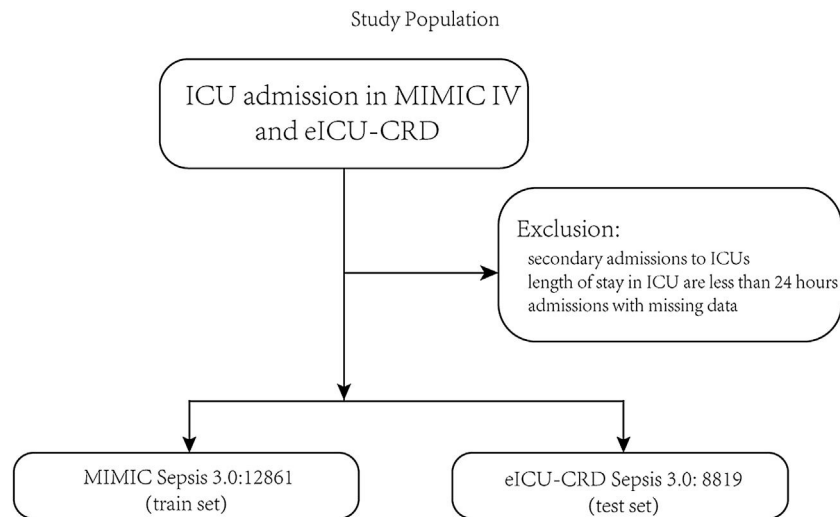 Study Population
ICU admission in MIMIC IV
and eICU-CRD
Exclusion:
secondary admissions to ICUs
length of stay in ICU are less than 24 hours
admissions with missing data
MIMIC Sepsis 3.0:12861
(train set)
eICU-CRD Sepsis 3.0: 8819
(test set)